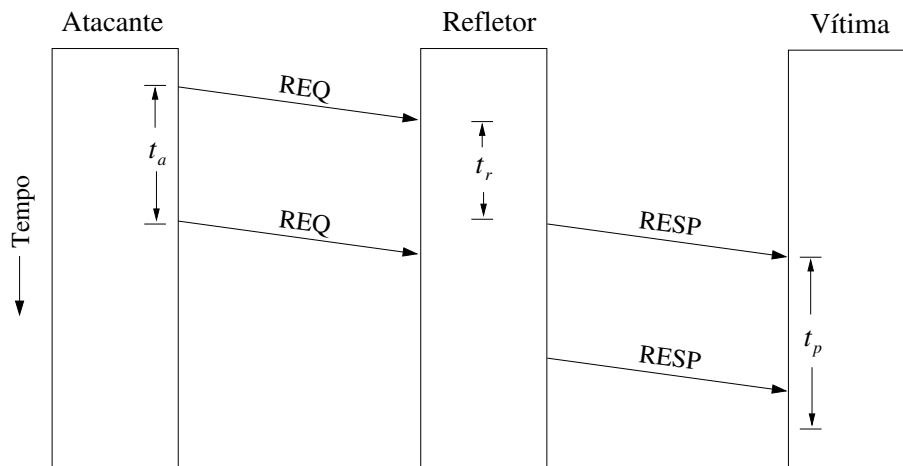 Atacante
Refletor
Vítima
REQ
t_a
t_r
REQ
Tempo
RESP
t_p
RESP